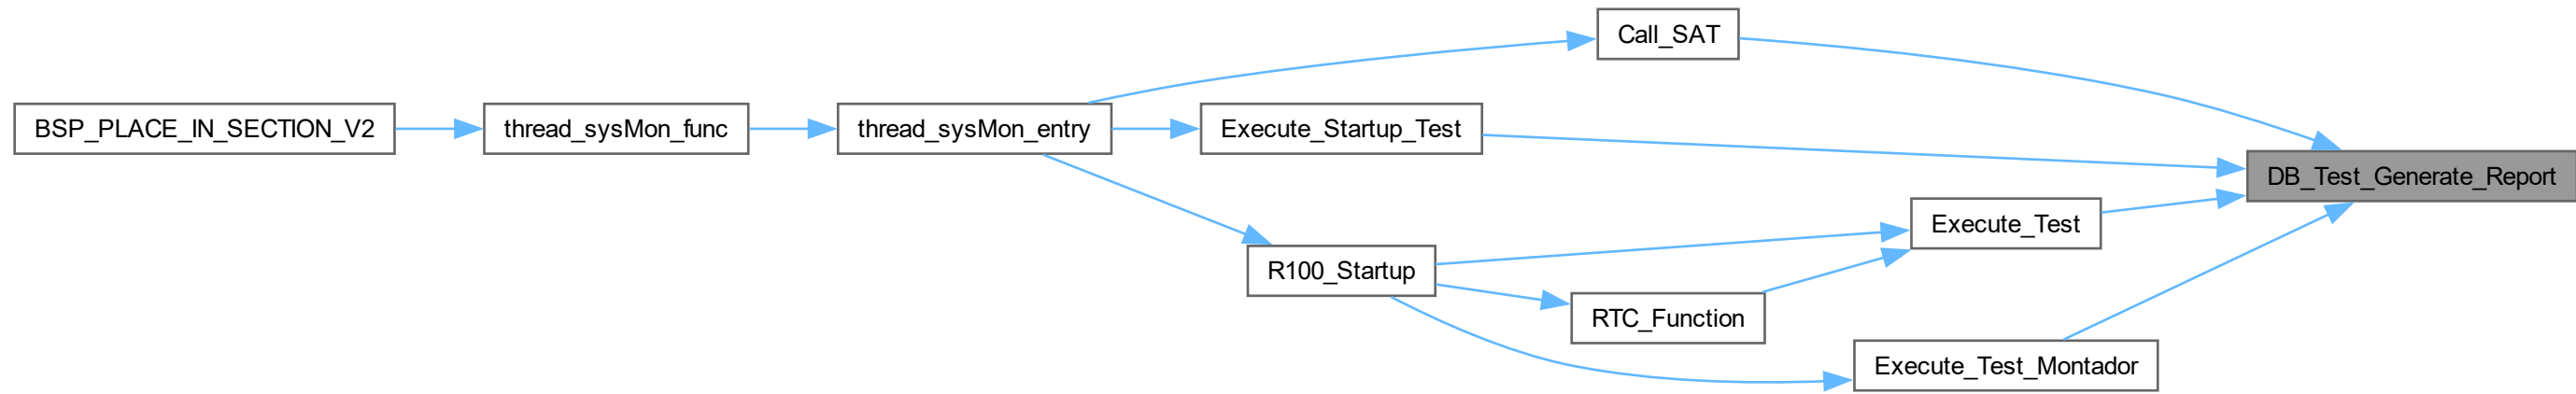 Call_SAT
BSP_PLACE_IN_SECTION_V2
thread_sysMon_func
thread_sysMon_entry
Execute_Startup_Test
DB_Test_Generate_Report
Execute_Test
R100_Startup
RTC_Function
Execute_Test_Montador